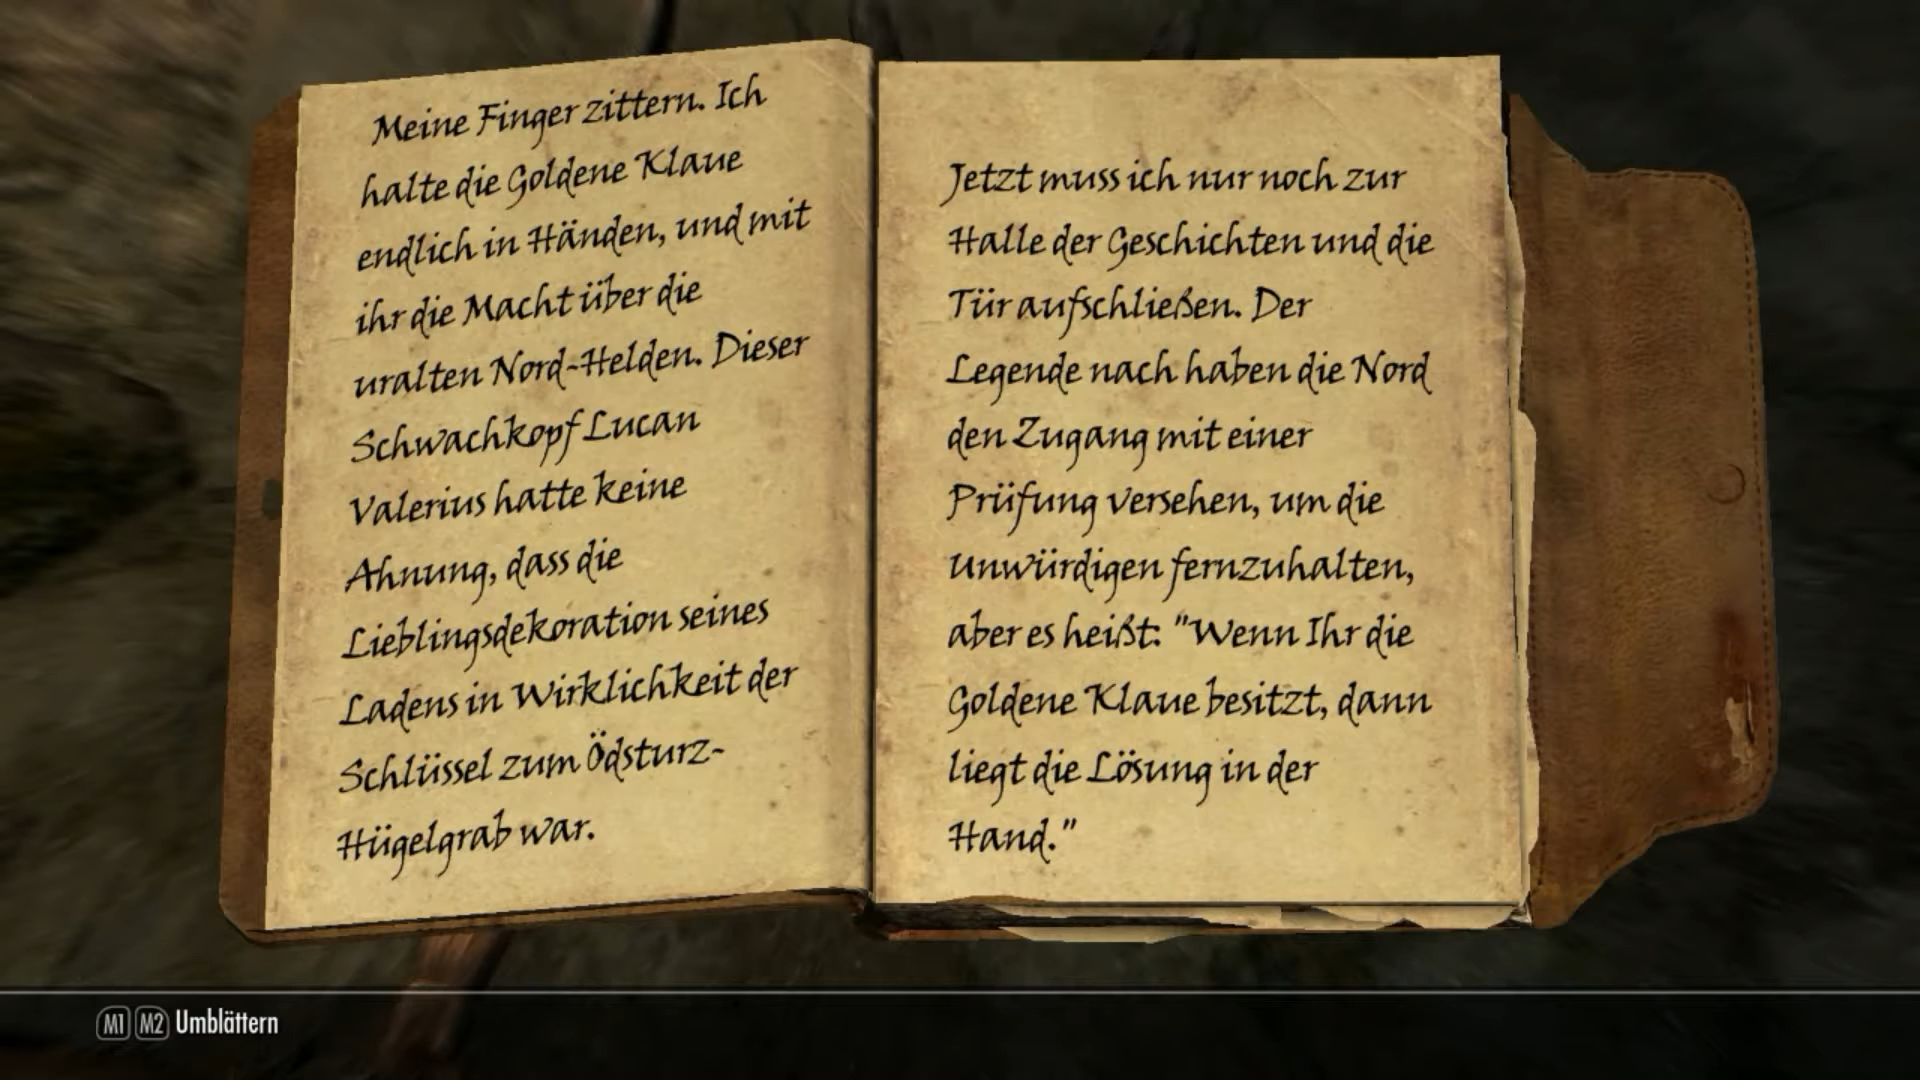 Meine Finger zittern. Ich
halte die Goldene Klaue
endlich in Händen, und mit
ihr die Macht über die
uralten Nord-Helden. Dieser
Schwachkopf Lucan
Valerius hatte keine
Ahnung, dass die
Lieblingsdekoration seines
Ladens in Wirklichkeit der
Schlüssel zum Ödsturz-
Hügelgrab war.
Jetzt muss ich nur noch zur
Halle der Geschichten und die
Tür aufschließen. Der
Legende nach haben die Nord
den Zugang mit einer
Prüfung versehen, um die
Unwürdigen fernzuhalten,
aber es heißt: "Wenn Ihr die
Goldene Klaue besitzt, dann
liegt die Lösung in der
Hand."
M1 M2 Umblättern